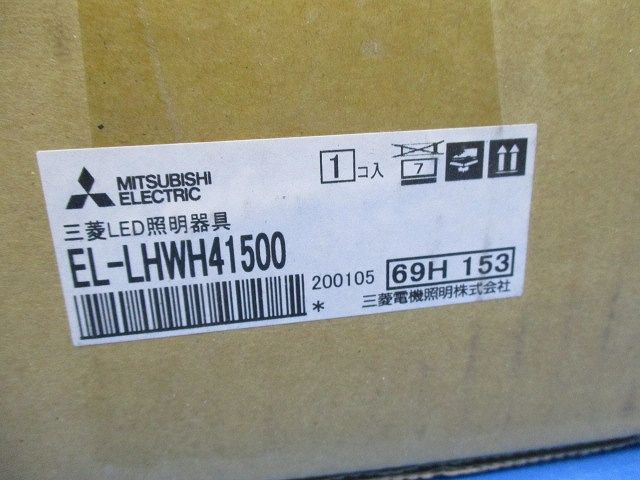 MITSUBISHI
ELECTRIC
1コ入
7
三菱LED照明器具
EL-LHWH41500
200105
69H 153
*
三菱電機照明株式会社